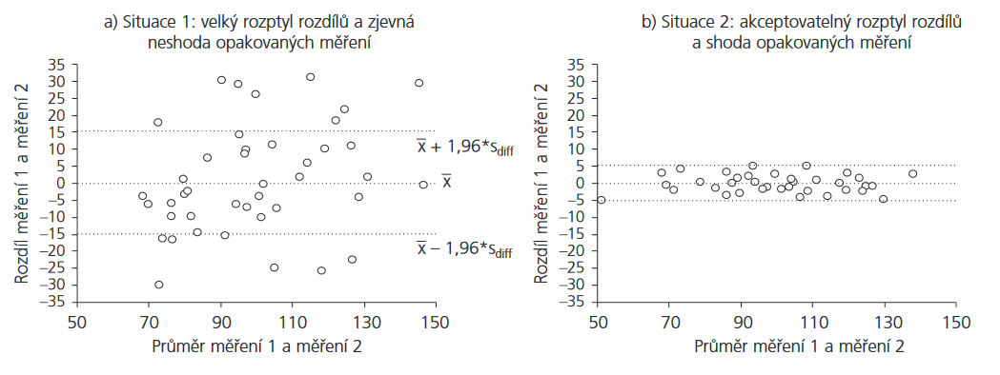 a) Situace 1: velký rozptyl rozdílů a zjevná
neshoda opakovaných měření
35
30
25
20
15
10
5
0
−5
−10
−15
−20
−25
−30
−35
Rozdíl měření 1 a měření 2
x̅ + 1,96*sdiff
x̅
x̅ − 1,96*sdiff
50 70 90 110 130 150
Průměr měření 1 a měření 2
b) Situace 2: akceptovatelný rozptyl rozdílů
a shoda opakovaných měření
35
30
25
20
15
10
5
0
−5
−10
−15
−20
−25
−30
−35
Rozdíl měření 1 a měření 2
50 70 90 110 130 150
Průměr měření 1 a měření 2